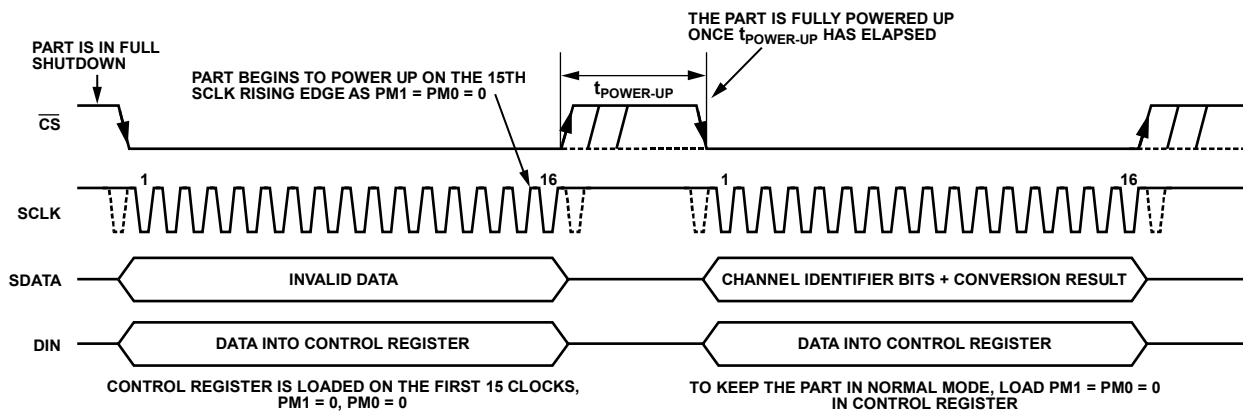 THE PART IS FULLY POWERED UP
ONCE tPOWER-UP HAS ELAPSED
PART IS IN FULL
SHUTDOWN
PART BEGINS TO POWER UP ON THE 15TH
SCLK RISING EDGE AS PM1 = PM0 = 0
tPOWER-UP
CS
1
16
1
16
SCLK
SDATA
INVALID DATA
CHANNEL IDENTIFIER BITS + CONVERSION RESULT
DIN
DATA INTO CONTROL REGISTER
DATA INTO CONTROL REGISTER
CONTROL REGISTER IS LOADED ON THE FIRST 15 CLOCKS,
PM1 = 0, PM0 = 0
TO KEEP THE PART IN NORMAL MODE, LOAD PM1 = PM0 = 0
IN CONTROL REGISTER